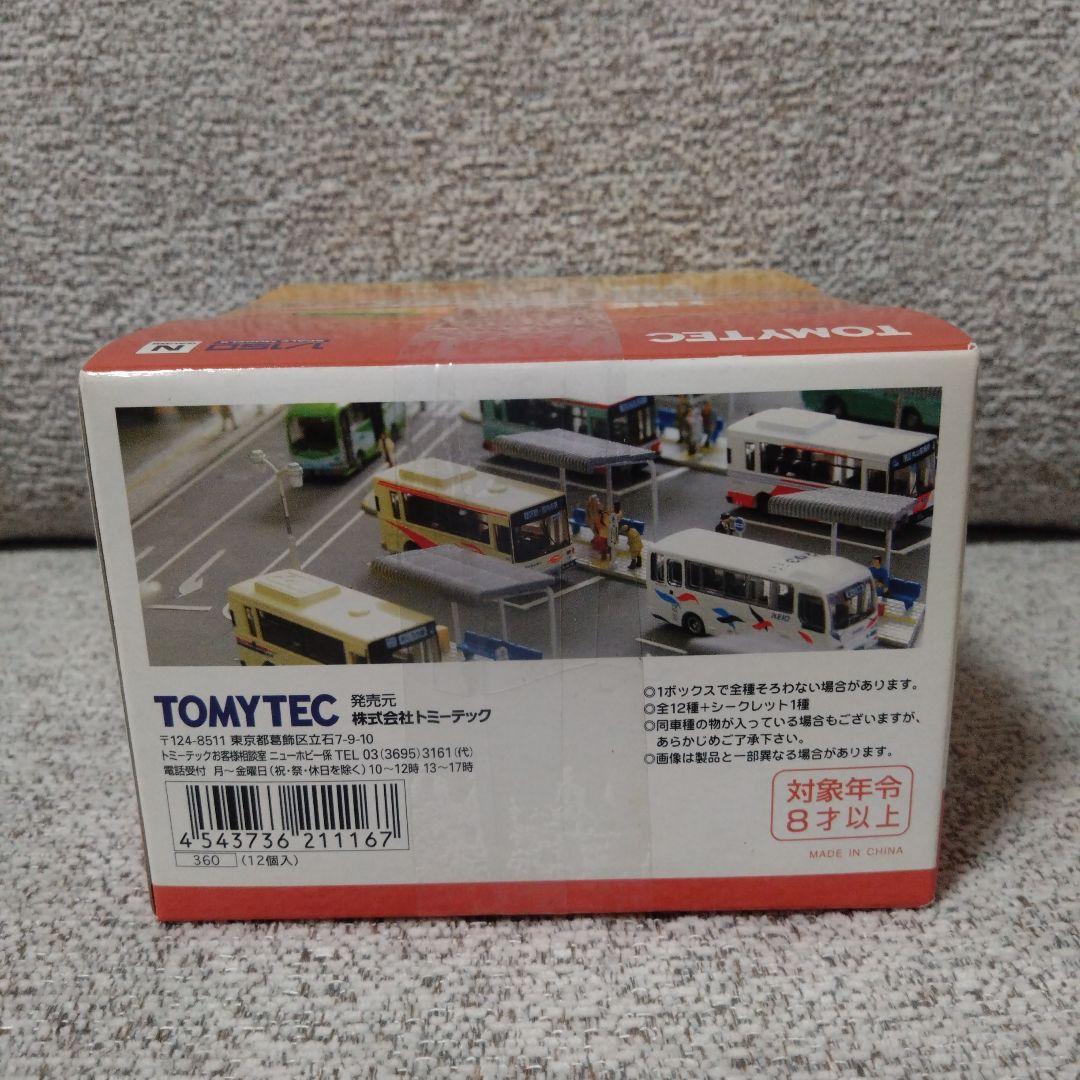 TOMYTEC
1/150
N
KEIO
TOMYTEC
発売元
株式会社トミーテック
〒124-8511 東京都葛飾区立石7-9-10
トミーテックお客様相談室 ニューホビー係 TEL 03(3695)3161(代)
電話受付 月〜金曜日(祝・祭・休日を除く)10〜12時 13〜17時
4 543736 211167
360 (12個入)
◎1ボックスで全種そろわない場合があります。
◎全12種+シークレット1種
◎同車種の物が入っている場合もございますが、
あらかじめご了承下さい。
◎画像は製品と一部異なる場合があります。
対象年令
8才以上
MADE IN CHINA